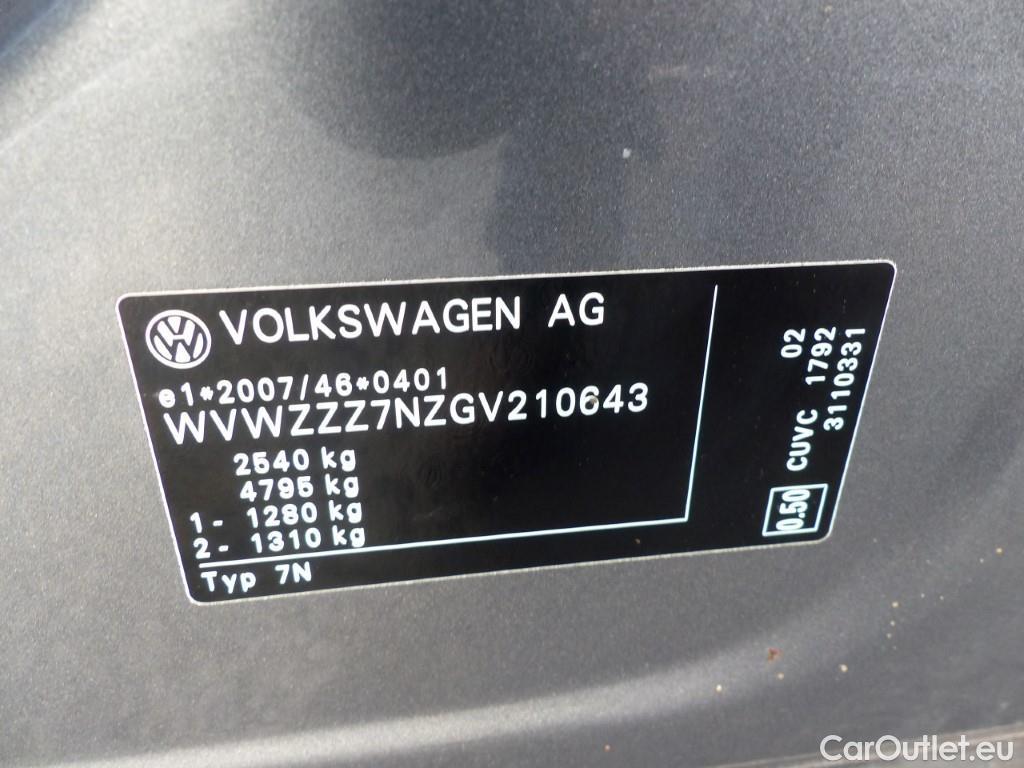 VOLKSWAGEN AG
e1*2007/46*0401
WVWZZZ7NZGV210643
2540 kg
4795 kg
1- 1280 kg
2- 1310 kg
Typ 7N
02
CUVC 1792
3110331
0.50
CarOutlet.eu